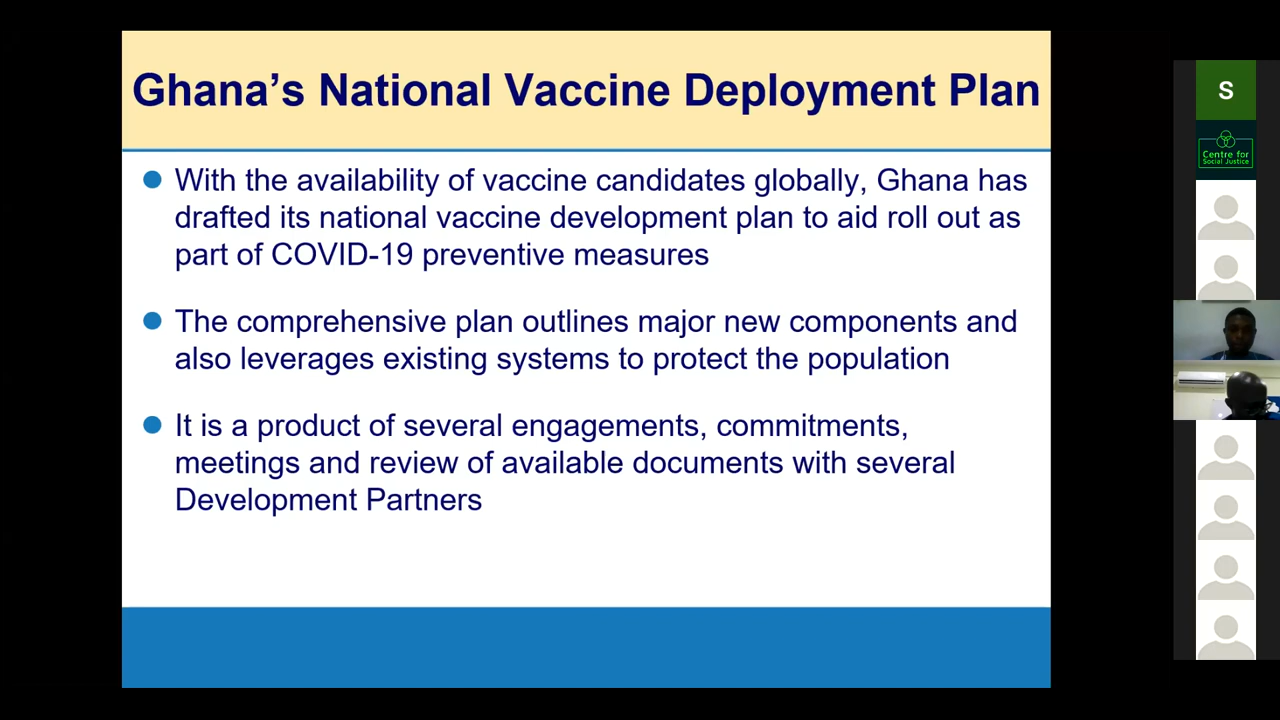 Ghana’s National Vaccine Deployment Plan
With the availability of vaccine candidates globally, Ghana has
drafted its national vaccine development plan to aid roll out as
part of COVID-19 preventive measures
The comprehensive plan outlines major new components and
also leverages existing systems to protect the population
It is a product of several engagements, commitments,
meetings and review of available documents with several
Development Partners
S
Centre for
Social Justice